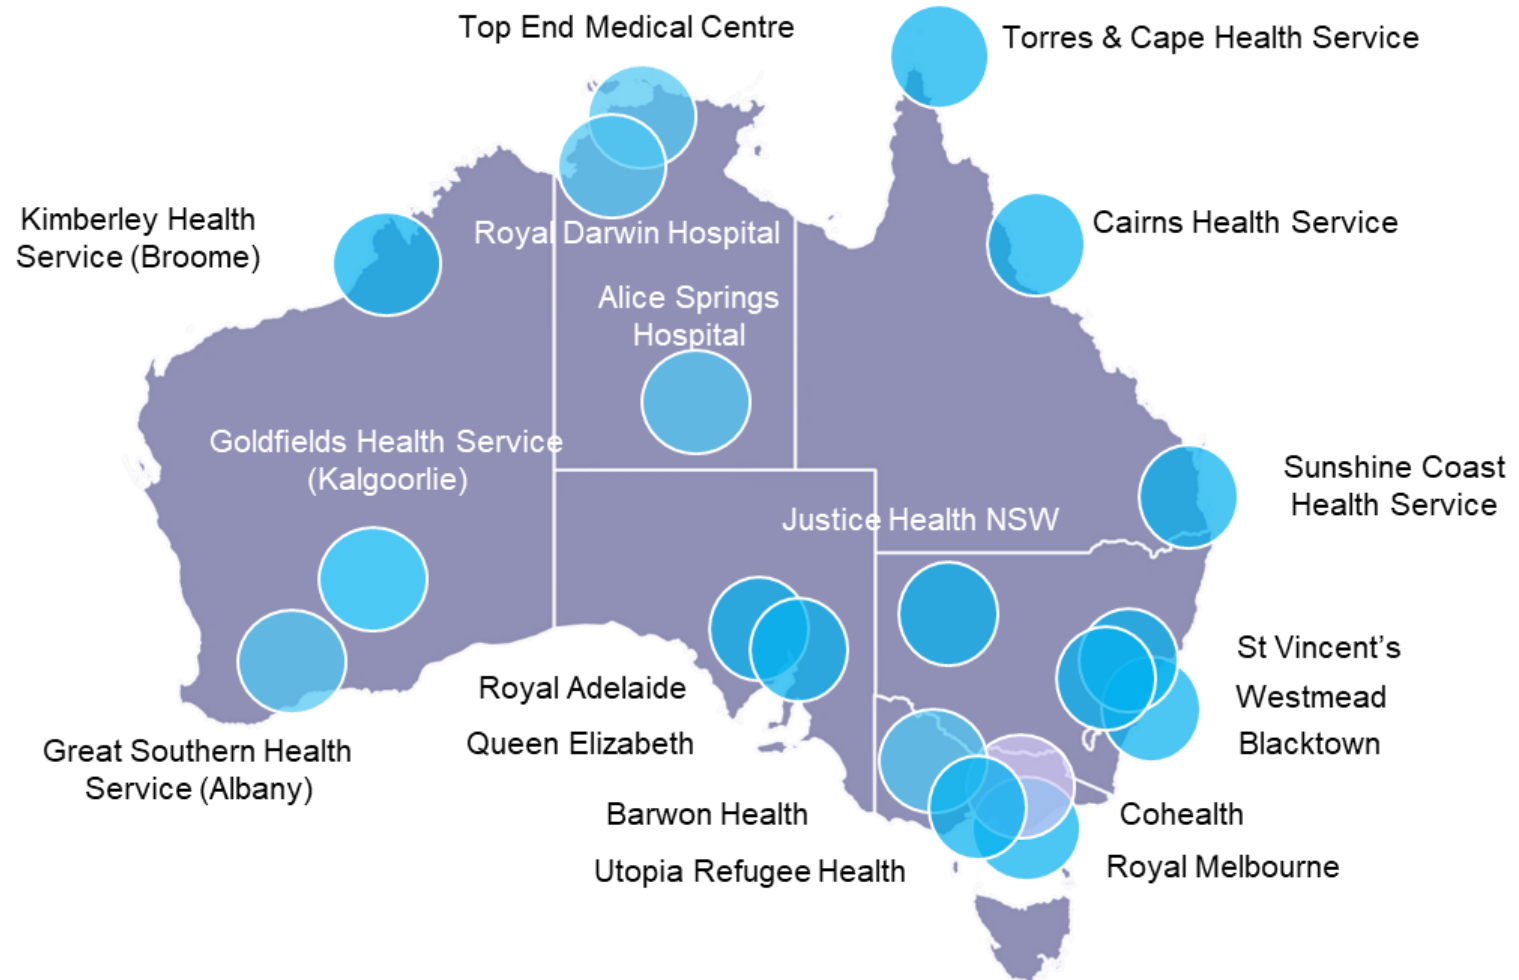 Top End Medical Centre
Torres & Cape Health Service
Kimberley Health
Service (Broome)
Cairns Health Service
Royal Darwin Hospital
Alice Springs
Hospital
Goldfields Health Service
(Kalgoorlie)
Sunshine Coast
Health Service
Justice Health NSW
St Vincent’s
Westmead
Blacktown
Royal Adelaide
Queen Elizabeth
Great Southern Health
Service (Albany)
Barwon Health
Utopia Refugee Health
Cohealth
Royal Melbourne